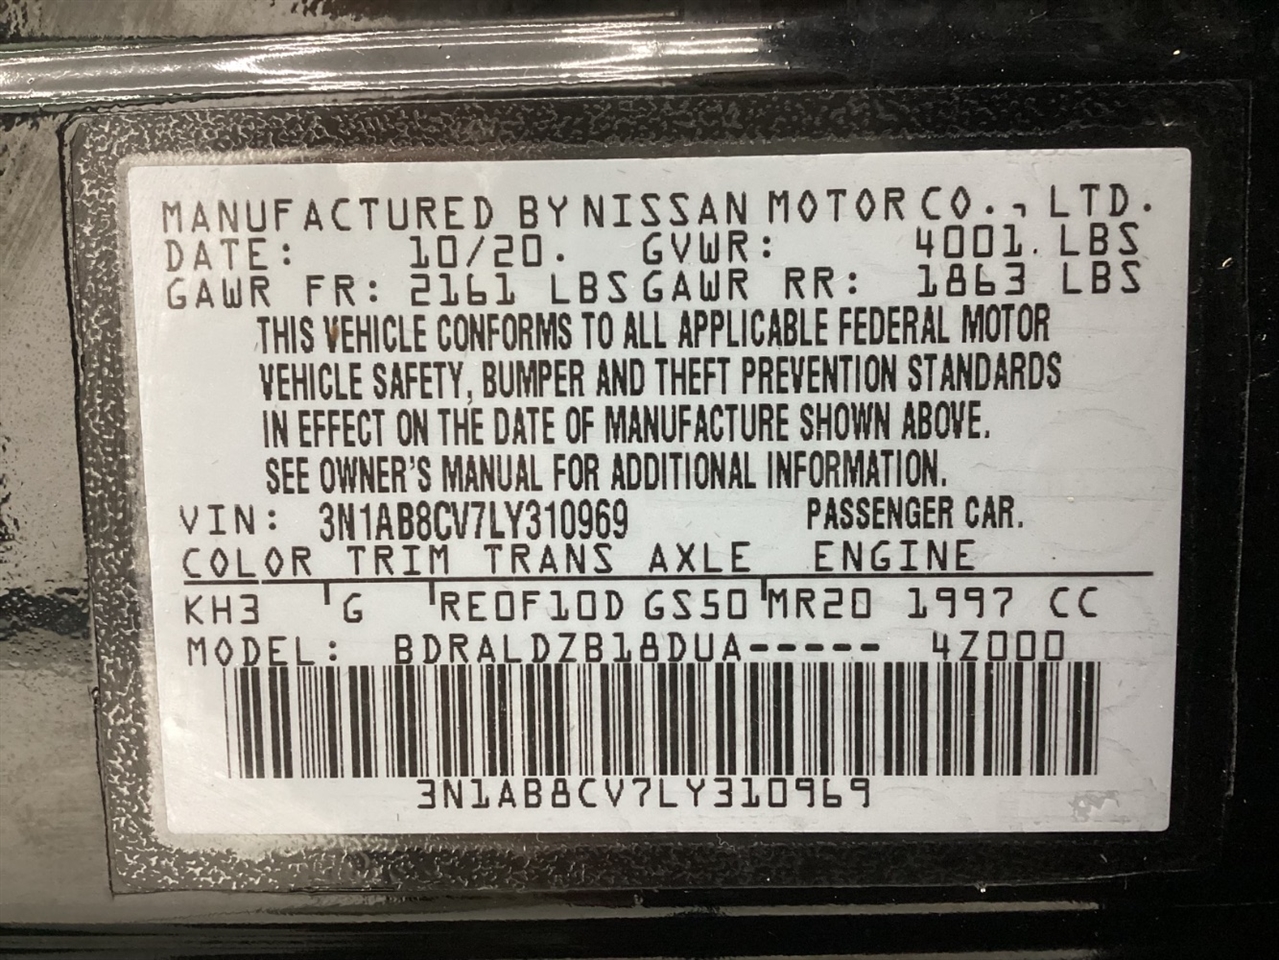 MANUFACTURED BY NISSAN MOTOR CO., LTD.
DATE: 10/20. GVWR: 4001. LBS
GAWR FR: 2161 LBS GAWR RR: 1863 LBS
THIS VEHICLE CONFORMS TO ALL APPLICABLE FEDERAL MOTOR
VEHICLE SAFETY, BUMPER AND THEFT PREVENTION STANDARDS
IN EFFECT ON THE DATE OF MANUFACTURE SHOWN ABOVE.
SEE OWNER'S MANUAL FOR ADDITIONAL INFORMATION.
VIN: 3N1AB8CV7LY310969 PASSENGER CAR.
COLOR TRIM TRANS AXLE ENGINE
KH3 G RE0F10D GS50 MR20 1997 CC
MODEL: BDRALDZB18DUA----- 4Z000
3N1AB8CV7LY310969